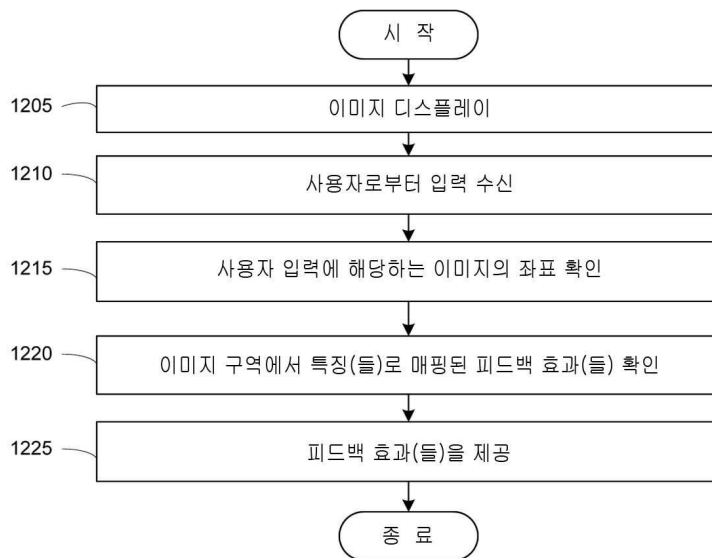 시 작
1205
이미지 디스플레이
1210
사용자로부터 입력 수신
1215
사용자 입력에 해당하는 이미지의 좌표 확인
1220
이미지 구역에서 특징(들)로 매핑된 피드백 효과(들) 확인
1225
피드백 효과(들)을 제공
종 료